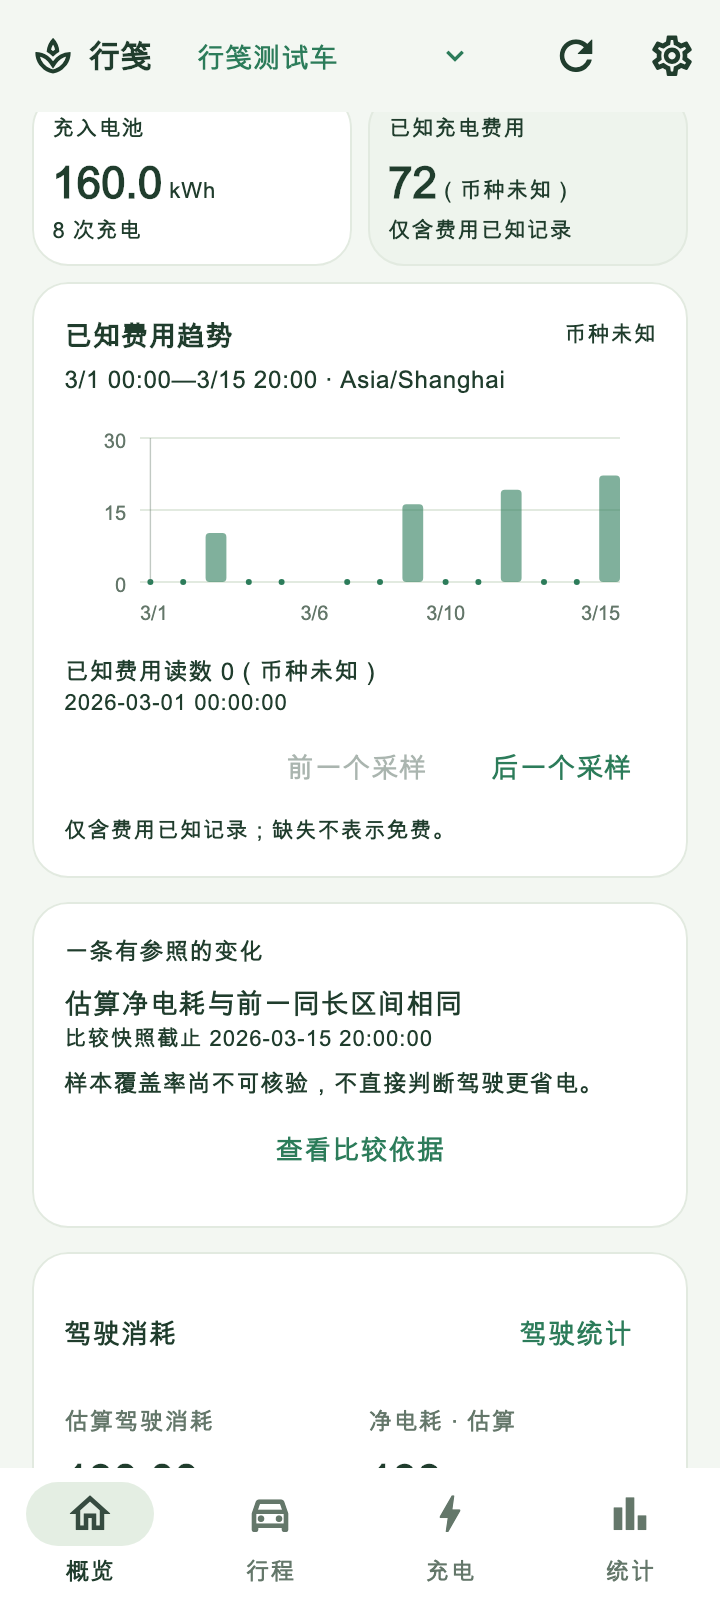 行笺
行笺测试车
充入电池
160.0 kWh
8 次充电
已知充电费用
72 ( 币种未知 )
仅含费用已知记录
已知费用趋势
币种未知
3/1 00:00—3/15 20:00 · Asia/Shanghai
30
15
0
3/1
3/6
3/10
3/15
已知费用读数 0 ( 币种未知 )
2026-03-01 00:00:00
前一个采样
后一个采样
仅含费用已知记录；缺失不表示免费。
一条有参照的变化
估算净电耗与前一同长区间相同
比较快照截止 2026-03-15 20:00:00
样本覆盖率尚不可核验，不直接判断驾驶更省电。
查看比较依据
驾驶消耗
驾驶统计
估算驾驶消耗
净电耗 · 估算
概览
行程
充电
统计